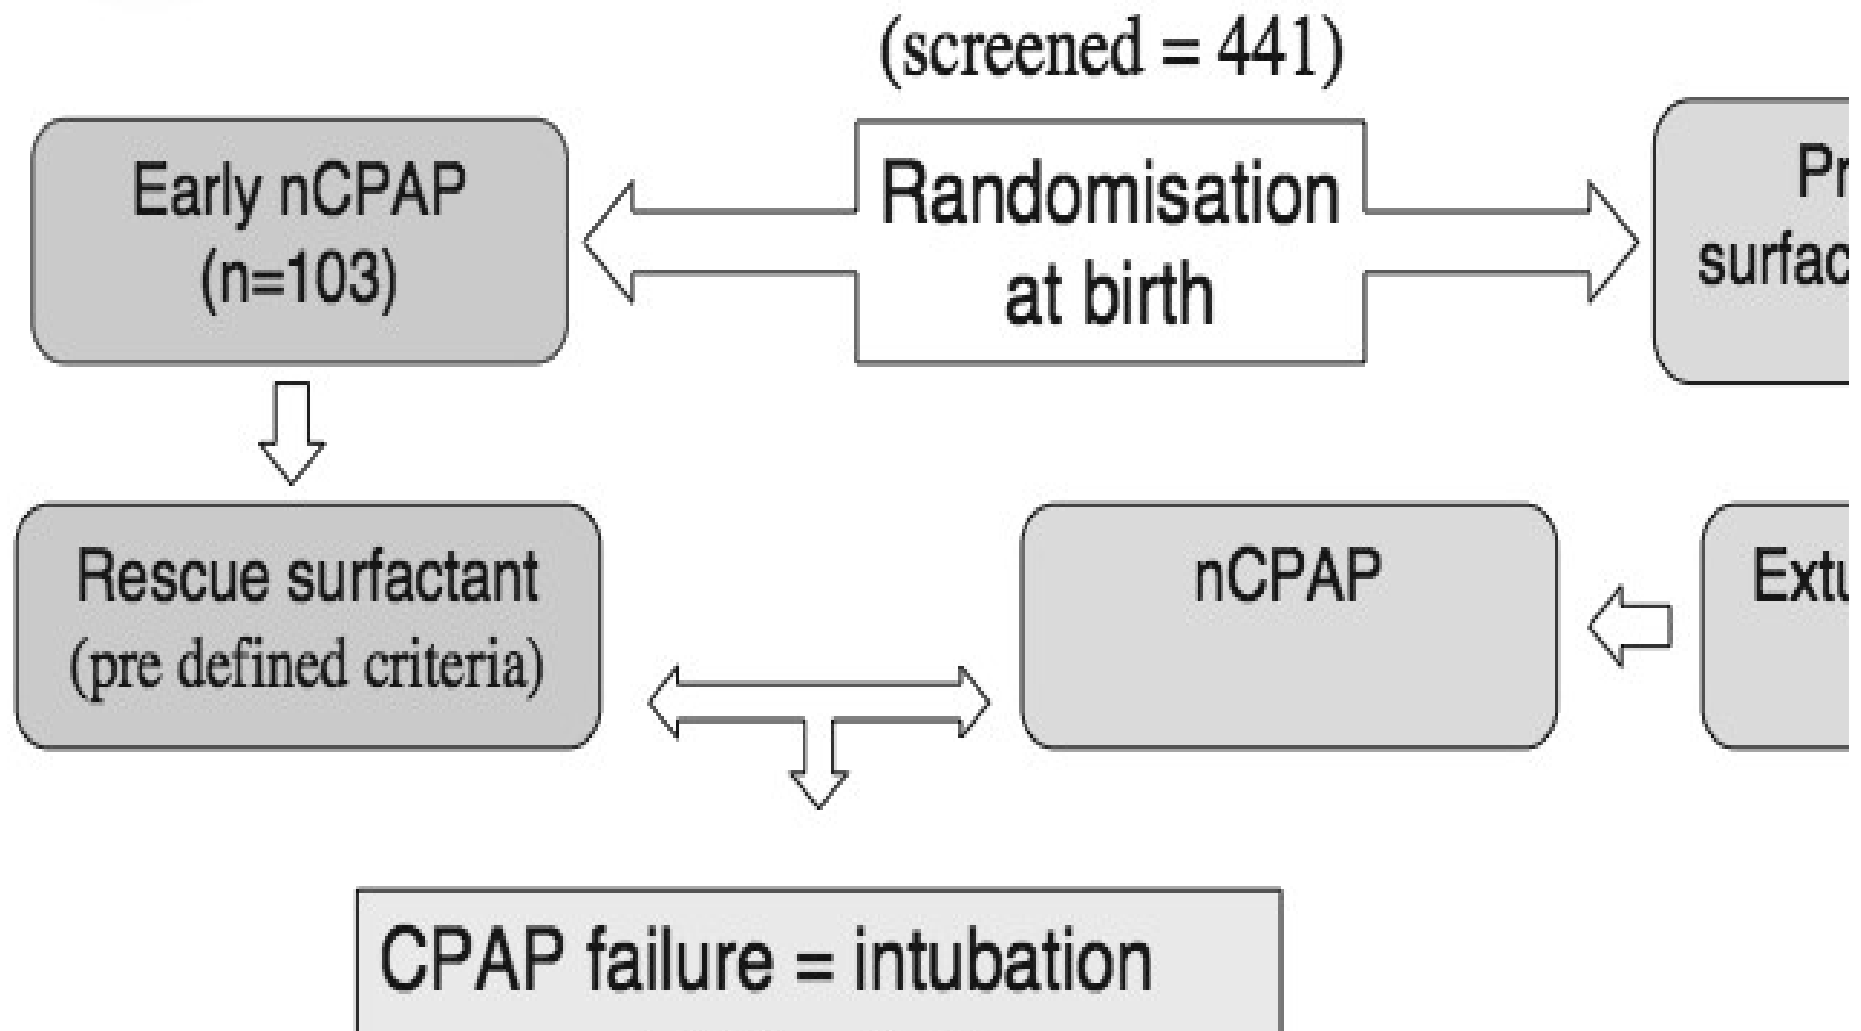 (screened = 441)
Early nCPAP
(n=103)
Randomisation
at birth
Rescue surfactant
(pre defined criteria)
nCPAP
CPAP failure = intubation